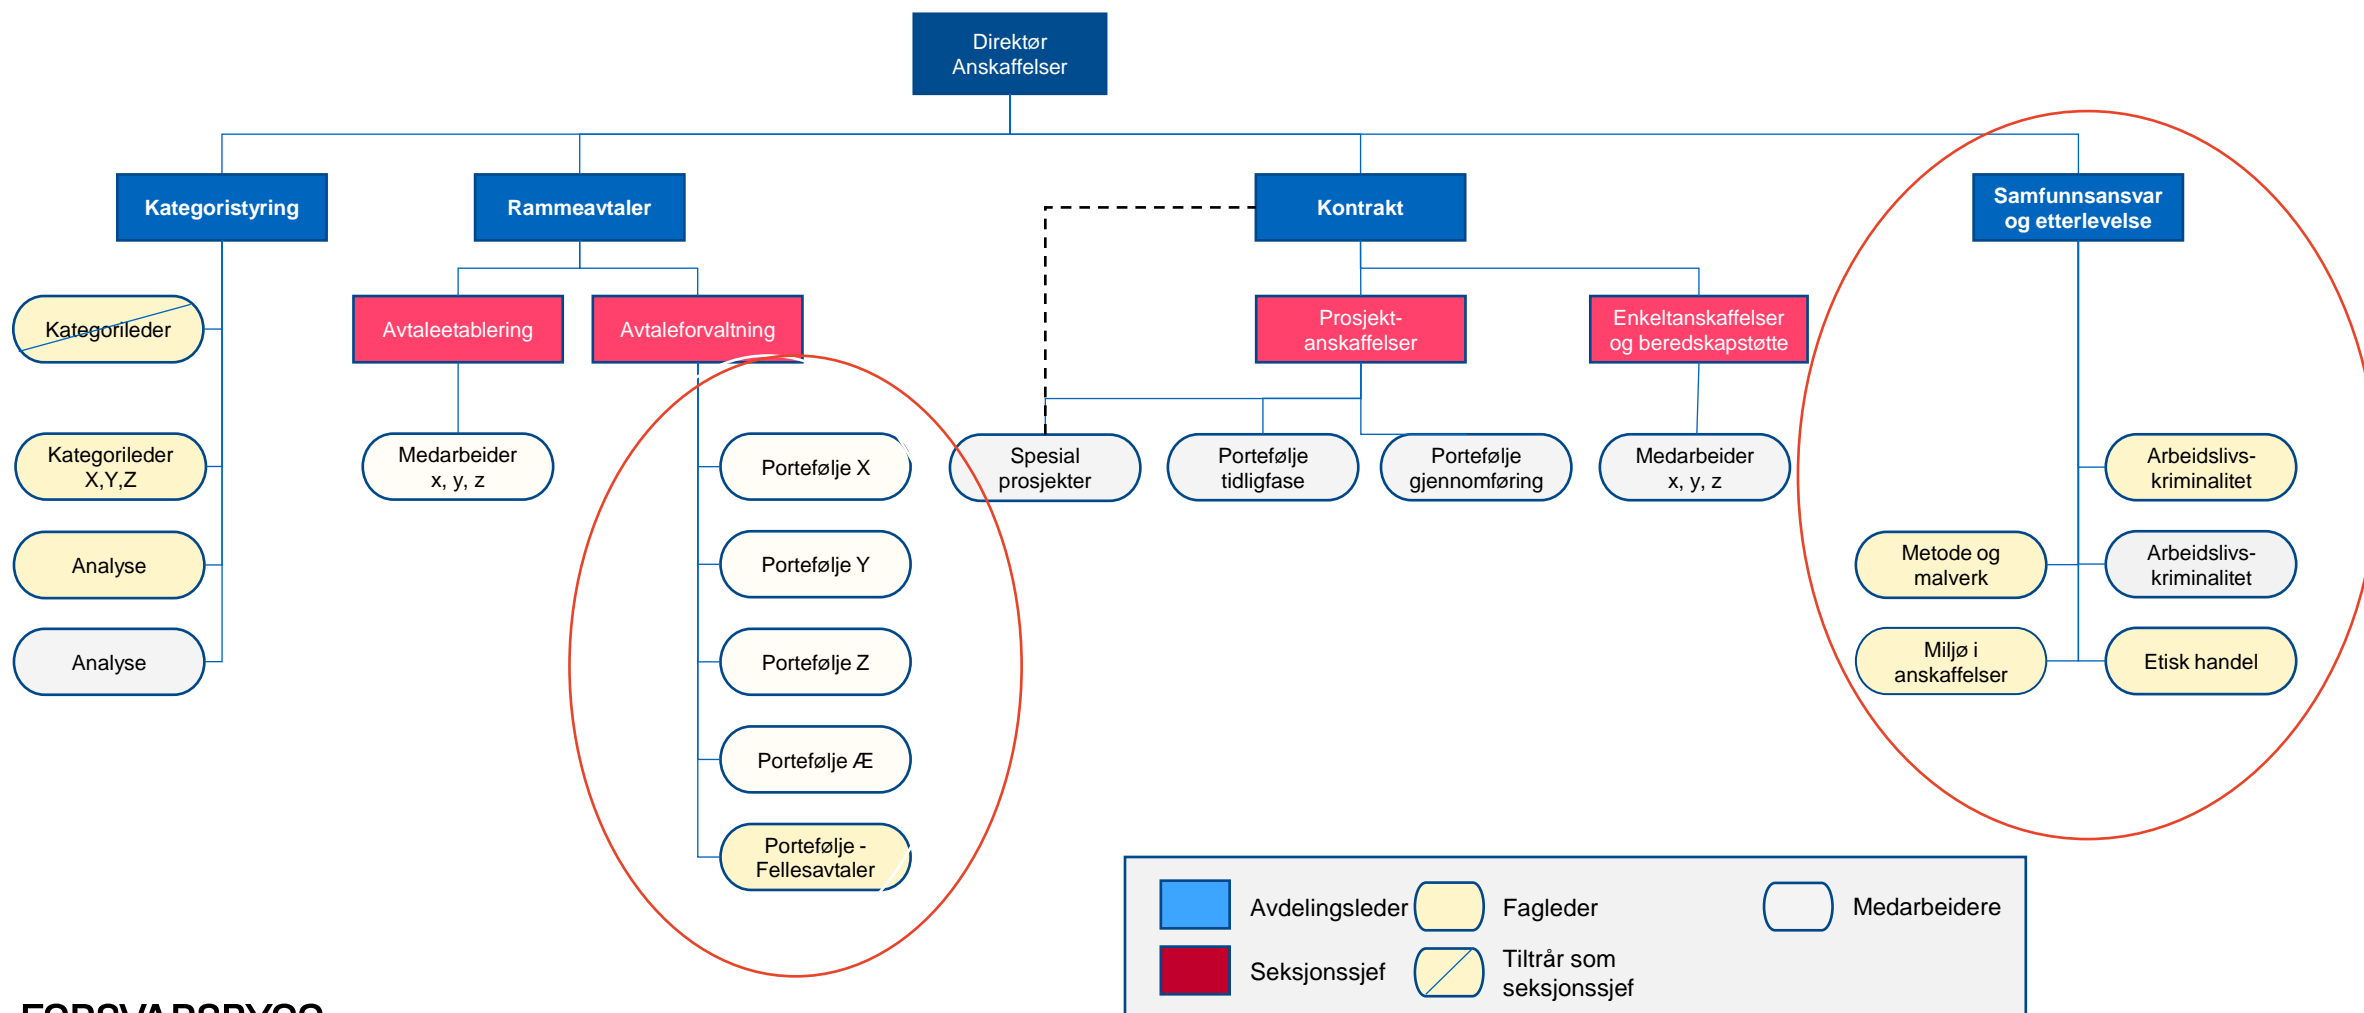 Direktør
Anskaffelser
Kategoristyring
Rammeavtaler
Kontrakt
Samfunnsansvar
og etterlevelse
Kategorileder
Avtaleetablering
Avtaleforvaltning
Prosjekt-
anskaffelser
Enkeltanskaffelser
og beredskapstøtte
Kategorileder
X,Y,Z
Medarbeider
x, y, z
Portefølje X
Spesial
prosjekter
Portefølje
tidligfase
Portefølje
gjennomføring
Medarbeider
x, y, z
Arbeidslivs-
kriminalitet
Analyse
Portefølje Y
Metode og
malverk
Arbeidslivs-
kriminalitet
Analyse
Portefølje Z
Miljø i
anskaffelser
Etisk handel
Portefølje Æ
Portefølje -
Fellesavtaler
Avdelingsleder
Fagleder
Medarbeidere
Seksjonssjef
Tiltrår som
seksjonssjef
FORSVARSBYGG